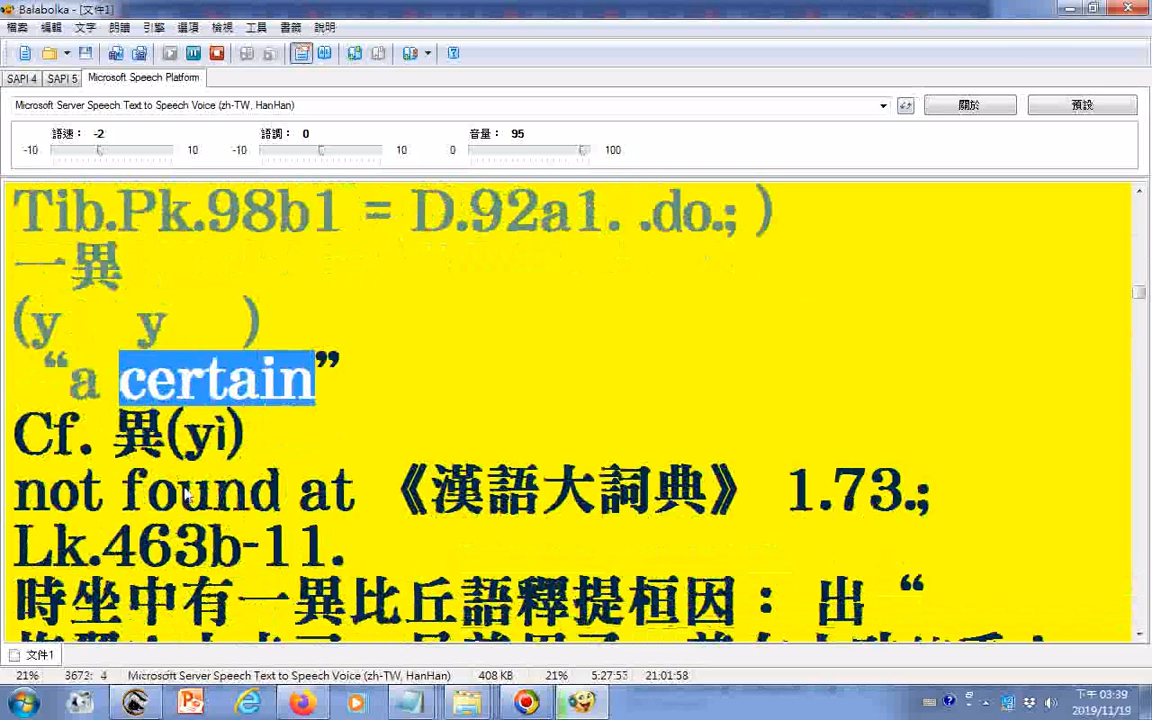 Balabolka - [文件1]
檔案 編輯 文字 朗讀 引擎 選項 檢視 工具 書籤 說明
SAPI 4 SAPI 5 Microsoft Speech Platform
Microsoft Server Speech Text to Speech Voice (zh-TW, HanHan) 關於 預設
語速： -2 語調： 0 音量： 95
-10 10 -10 10 0 100
Tib.Pk.98b1 = D.92a1. .do.; )
一異
(y y )
“a certain”
Cf. 異(yì)
not found at 《漢語大詞典》 1.73.;
Lk.463b-11.
時坐中有一異比丘語釋提桓因： 出 “
文件1
21% 3672: 4 Microsoft Server Speech Text to Speech Voice (zh-TW, HanHan) 408 KB 21% 5:27:53 21:01:58
下午 03:39
2019/11/19